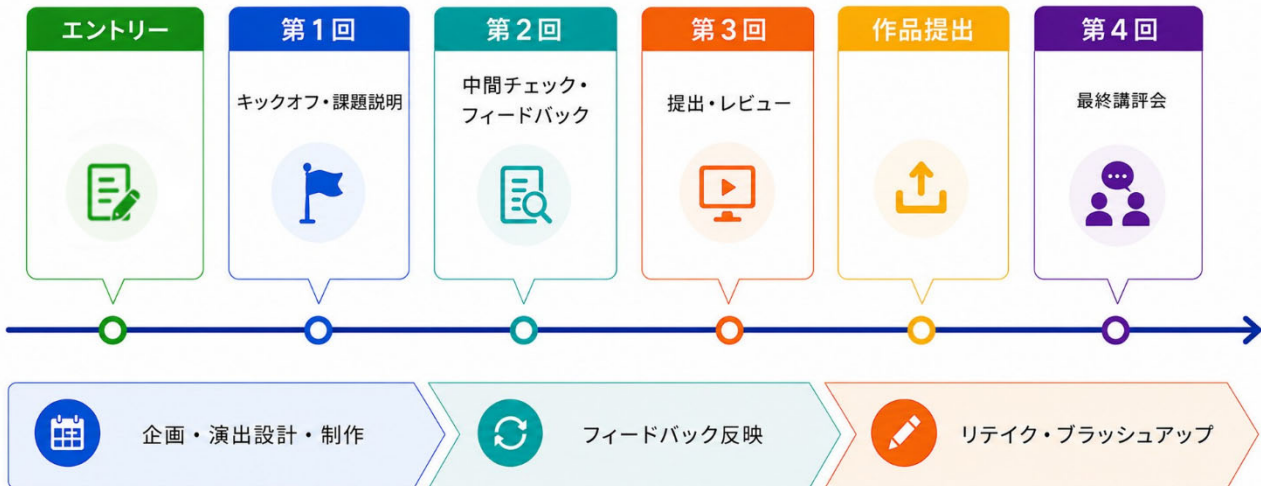 エントリー
第1回
キックオフ・課題説明
第2回
中間チェック・
フィードバック
第3回
提出・レビュー
作品提出
第4回
最終講評会
企画・演出設計・制作
フィードバック反映
リテイク・ブラッシュアップ